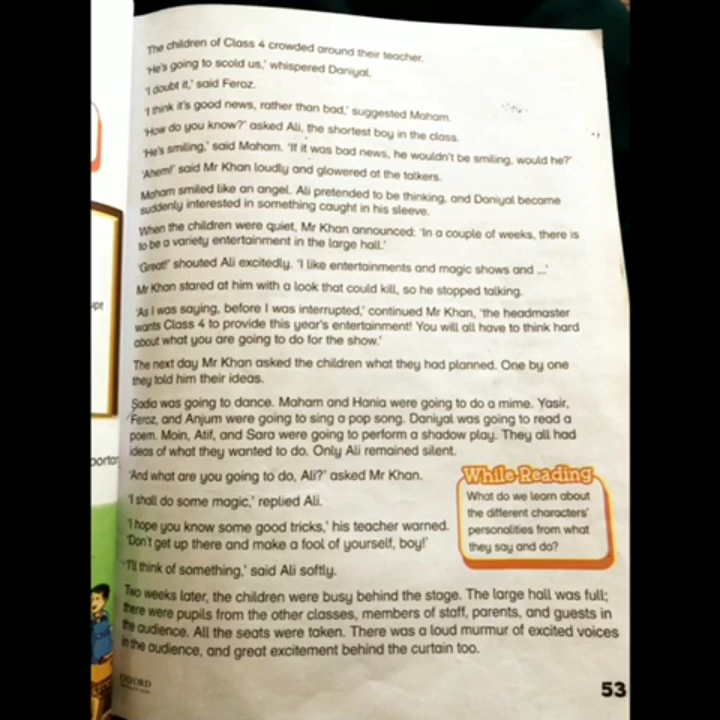 The children of Class 4 crowded around their teacher.
'He's going to scold us,' whispered Daniyal.
'I doubt it,' said Feroz.
'I think it's good news, rather than bad,' suggested Maham.
'How do you know?' asked Ali, the shortest boy in the class.
'He's smiling,' said Maham. 'If it was bad news, he wouldn't be smiling, would he?'
'Ahem!' said Mr Khan loudly and glowered at the talkers.
Maham smiled like an angel. Ali pretended to be thinking, and Daniyal became
suddenly interested in something caught in his sleeve.
When the children were quiet, Mr Khan announced: 'In a couple of weeks, there is
to be a variety entertainment in the large hall.'
'Great!' shouted Ali excitedly. 'I like entertainments and magic shows and ...'
Mr Khan stared at him with a look that could kill, so he stopped talking.
'As I was saying, before I was interrupted,' continued Mr Khan, 'the headmaster
wants Class 4 to provide this year's entertainment! You will all have to think hard
about what you are going to do for the show.'
The next day Mr Khan asked the children what they had planned. One by one
they told him their ideas.
Sadia was going to dance. Maham and Hania were going to do a mime. Yasir,
Feroz, and Anjum were going to sing a pop song. Daniyal was going to read a
poem. Moin, Atif, and Sara were going to perform a shadow play. They all had
ideas of what they wanted to do. Only Ali remained silent.
'And what are you going to do, Ali?' asked Mr Khan.
'I shall do some magic,' replied Ali.
'I hope you know some good tricks,' his teacher warned.
'Don't get up there and make a fool of yourself, boy!'
'I'll think of something,' said Ali softly.
While Reading
What do we learn about
the different characters'
personalities from what
they say and do?
Two weeks later, the children were busy behind the stage. The large hall was full;
there were pupils from the other classes, members of staff, parents, and guests in
the audience. All the seats were taken. There was a loud murmur of excited voices
in the audience, and great excitement behind the curtain too.
OXFORD
53